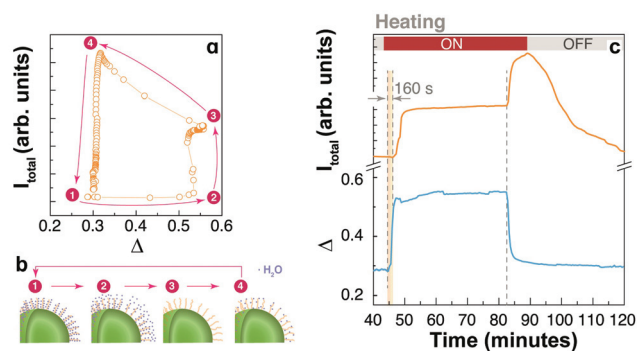 a
I_total (arb. units)
4
3
1
2
0.2 0.3 0.4 0.5 0.6
Δ
b
· H₂O
1 2 3 4
Heating
ON OFF c
160 s
I_total (arb. units)
0.6
0.4
0.2
Δ
40 50 60 70 80 90 100 110 120
Time (minutes)